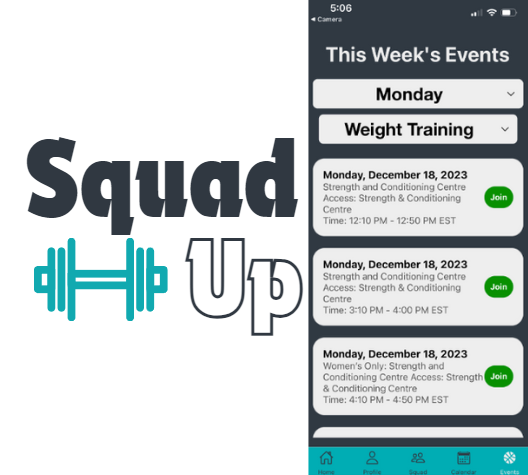 Squad
Up
5:06
◂ Camera
This Week's Events
Monday
Weight Training
Monday, December 18, 2023
Strength and Conditioning Centre
Access: Strength & Conditioning
Centre
Time: 12:10 PM - 12:50 PM EST
Join
Monday, December 18, 2023
Strength and Conditioning Centre
Access: Strength & Conditioning
Centre
Time: 3:10 PM - 4:00 PM EST
Join
Monday, December 18, 2023
Women's Only: Strength and
Conditioning Centre Access: Strength
& Conditioning Centre
Time: 4:10 PM - 4:50 PM EST
Join
Home Profile Squad Calendar Events